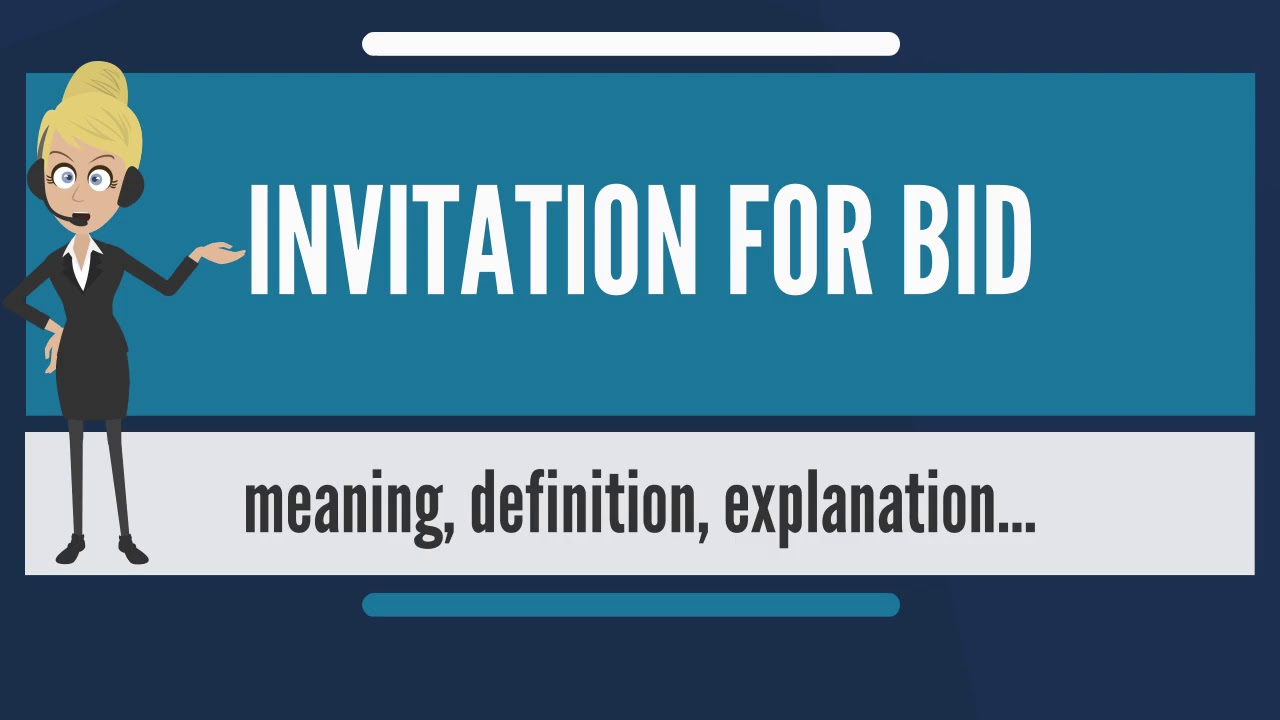 INVITATION FOR BID
meaning, definition, explanation...